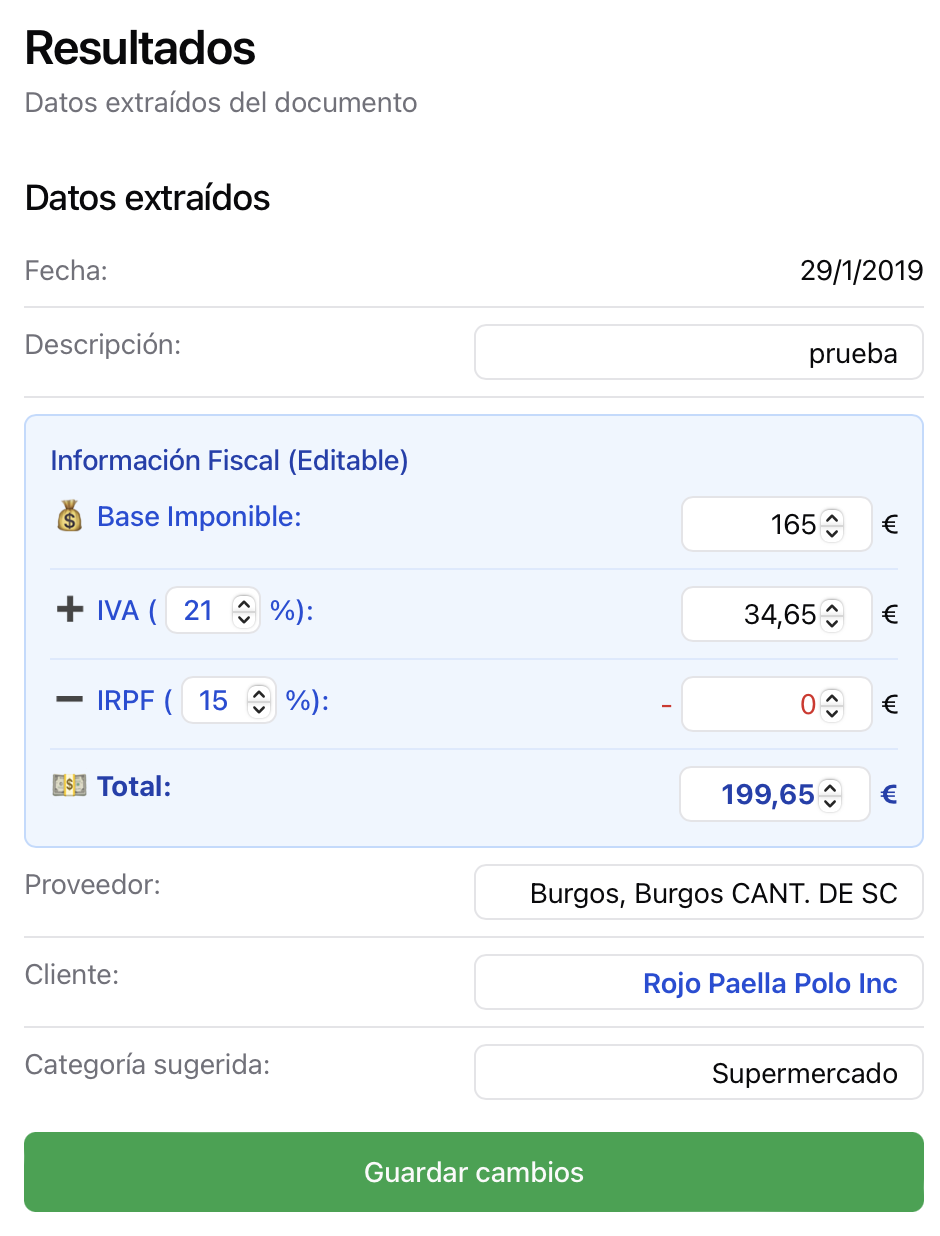 Resultados
Datos extraídos del documento
Datos extraídos
Fecha: 29/1/2019
Descripción: prueba
Información Fiscal (Editable)
💰 Base Imponible: 165 €
➕ IVA ( 21 %): 34,65 €
➖ IRPF ( 15 %): - 0 €
💵 Total: 199,65 €
Proveedor: Burgos, Burgos CANT. DE SC
Cliente: Rojo Paella Polo Inc
Categoría sugerida: Supermercado
Guardar cambios